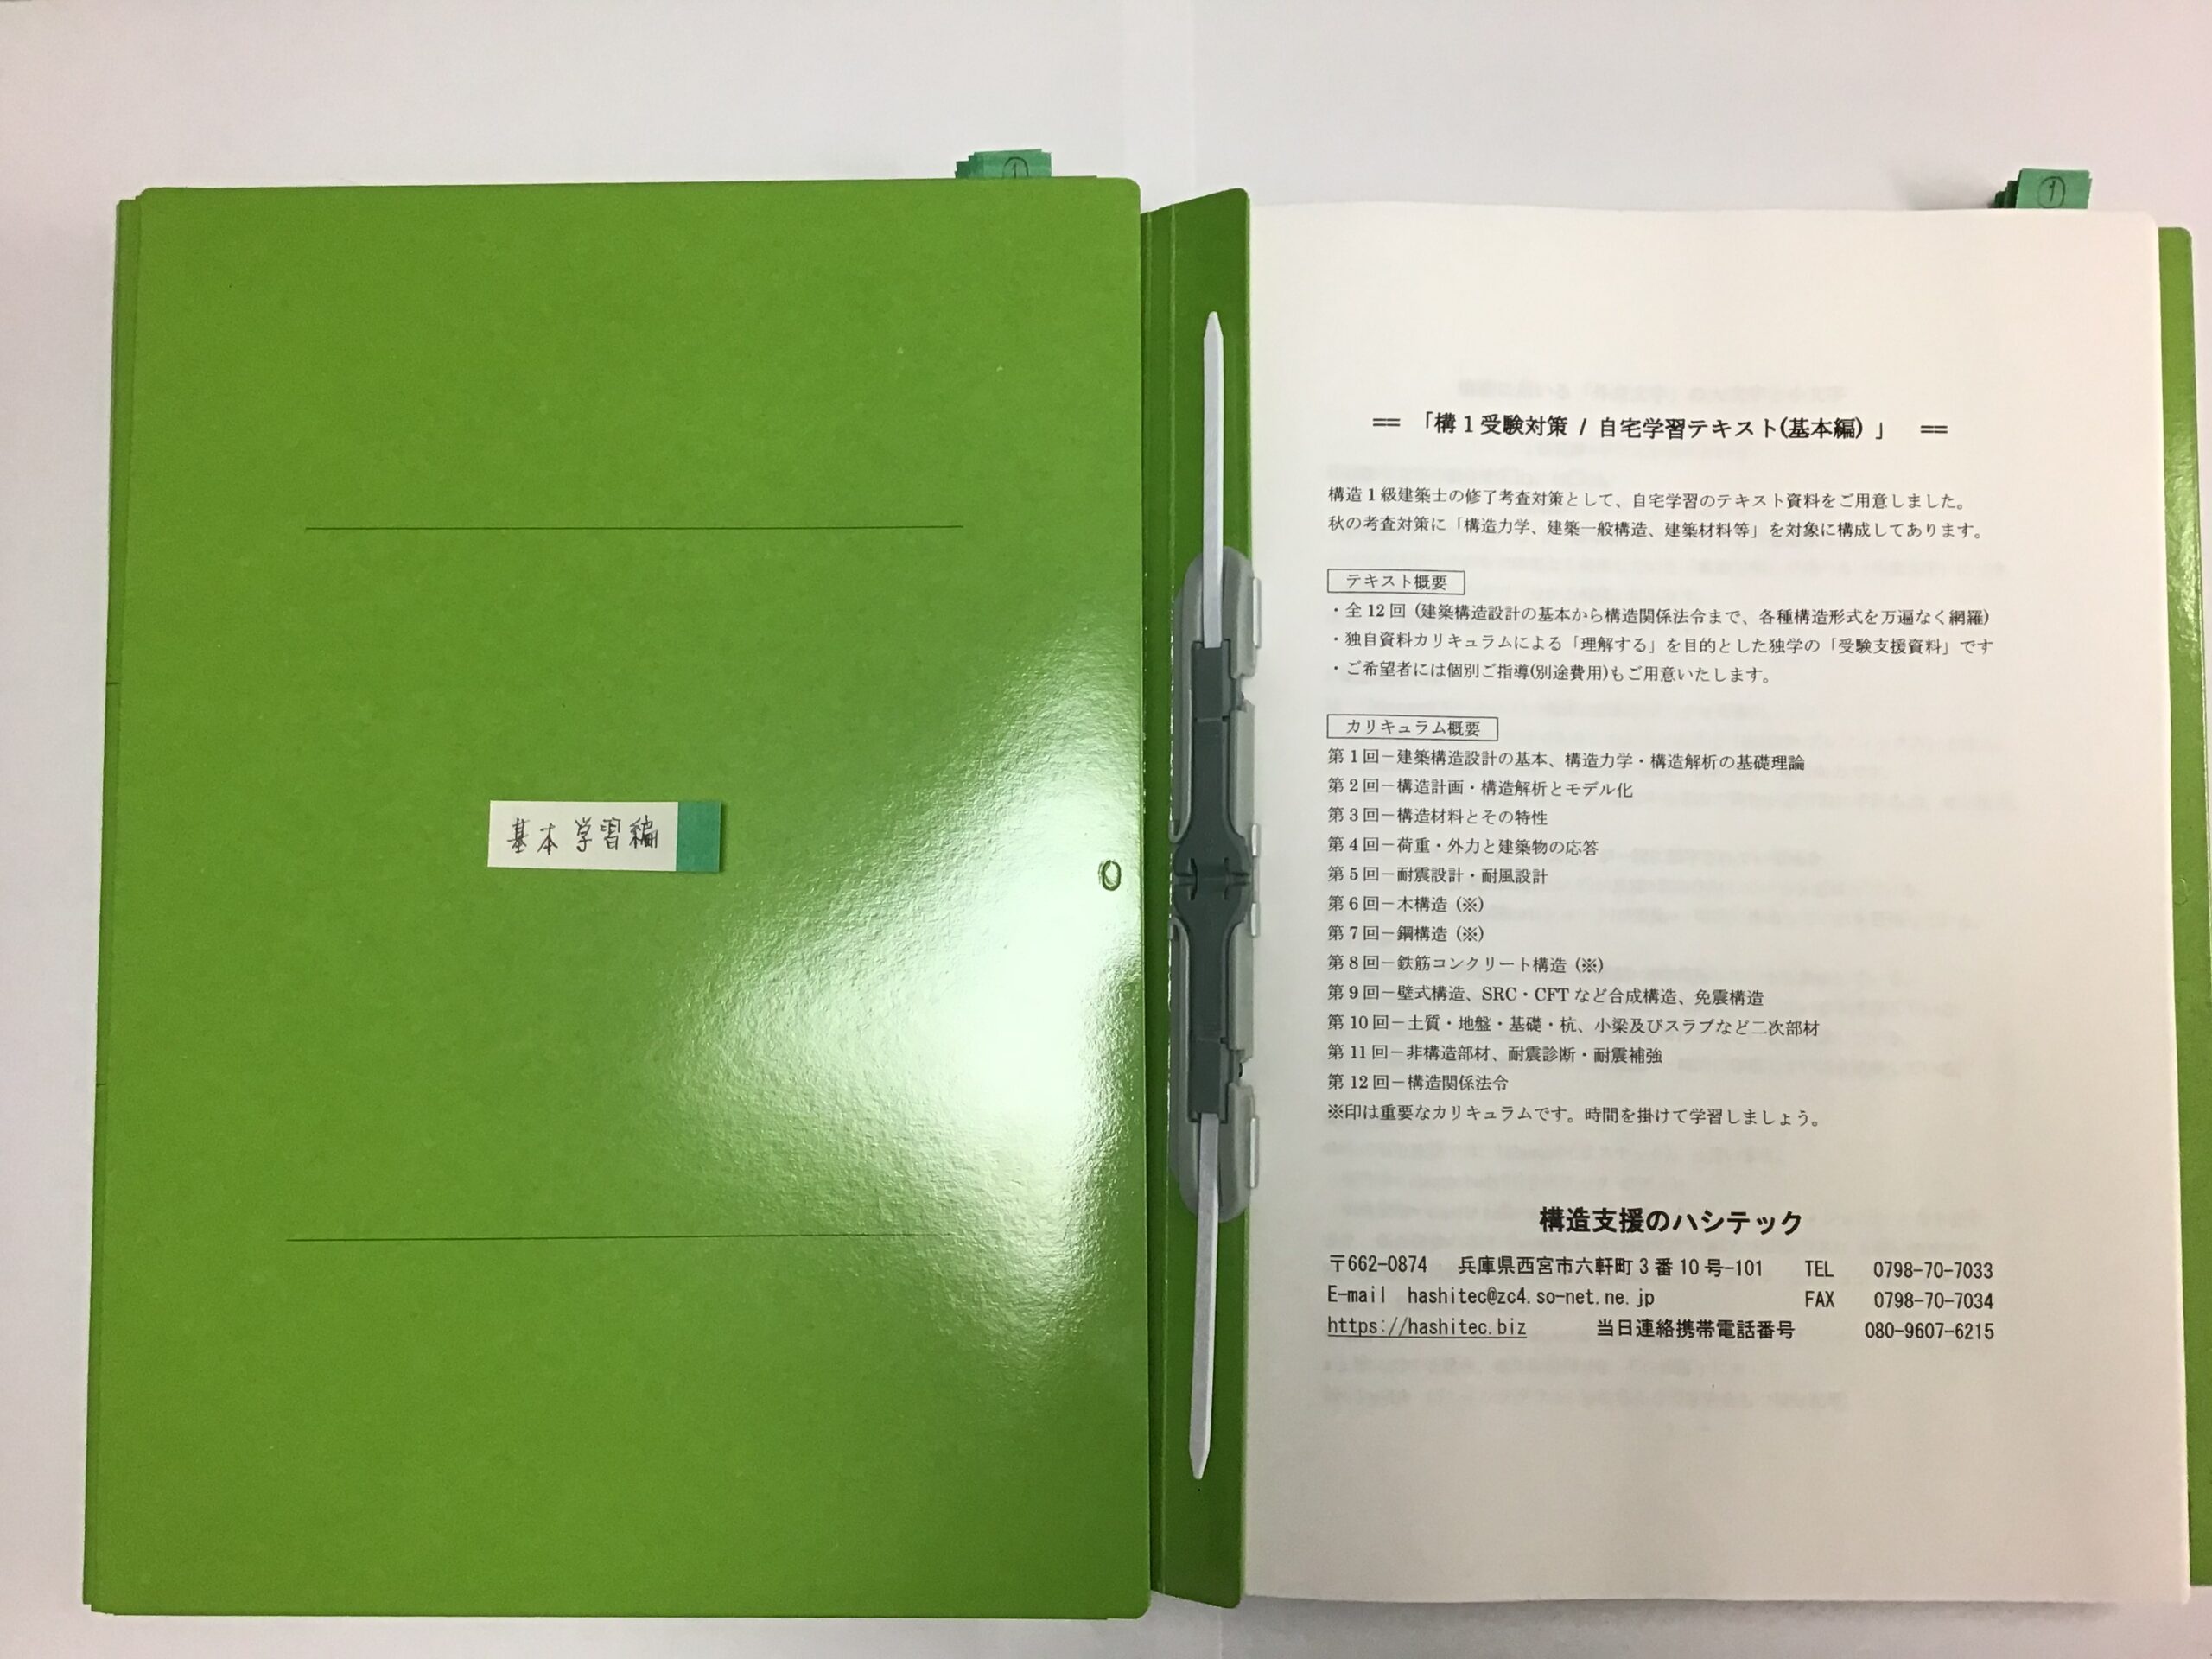 ①
①
基本学習編
== 「構1受験対策 / 自宅学習テキスト(基本編) 」 ==
構造1級建築士の修了考査対策として、自宅学習のテキスト資料をご用意しました。
秋の考査対策に「構造力学、建築一般構造、建築材料等」を対象に構成してあります。
テキスト概要
・全12回 (建築構造設計の基本から構造関係法令まで、各種構造形式を万遍なく網羅)
・独自資料カリキュラムによる「理解する」を目的とした独学の「受験支援資料」です
・ご希望者には個別ご指導(別途費用)もご用意いたします。
カリキュラム概要
第1回－建築構造設計の基本、構造力学・構造解析の基礎理論
第2回－構造計画・構造解析とモデル化
第3回－構造材料とその特性
第4回－荷重・外力と建築物の応答
第5回－耐震設計・耐風設計
第6回－木構造 (※)
第7回－鋼構造 (※)
第8回－鉄筋コンクリート構造 (※)
第9回－壁式構造、SRC・CFTなど合成構造、免震構造
第10回－土質・地盤・基礎・杭、小梁及びスラブなど二次部材
第11回－非構造部材、耐震診断・耐震補強
第12回－構造関係法令
※印は重要なカリキュラムです。時間を掛けて学習しましょう。
構造支援のハシテック
〒662-0874 兵庫県西宮市六軒町3番10号-101 TEL 0798-70-7033
E-mail hashitec@zc4.so-net.ne.jp FAX 0798-70-7034
https://hashitec.biz 当日連絡携帯電話番号 080-9607-6215